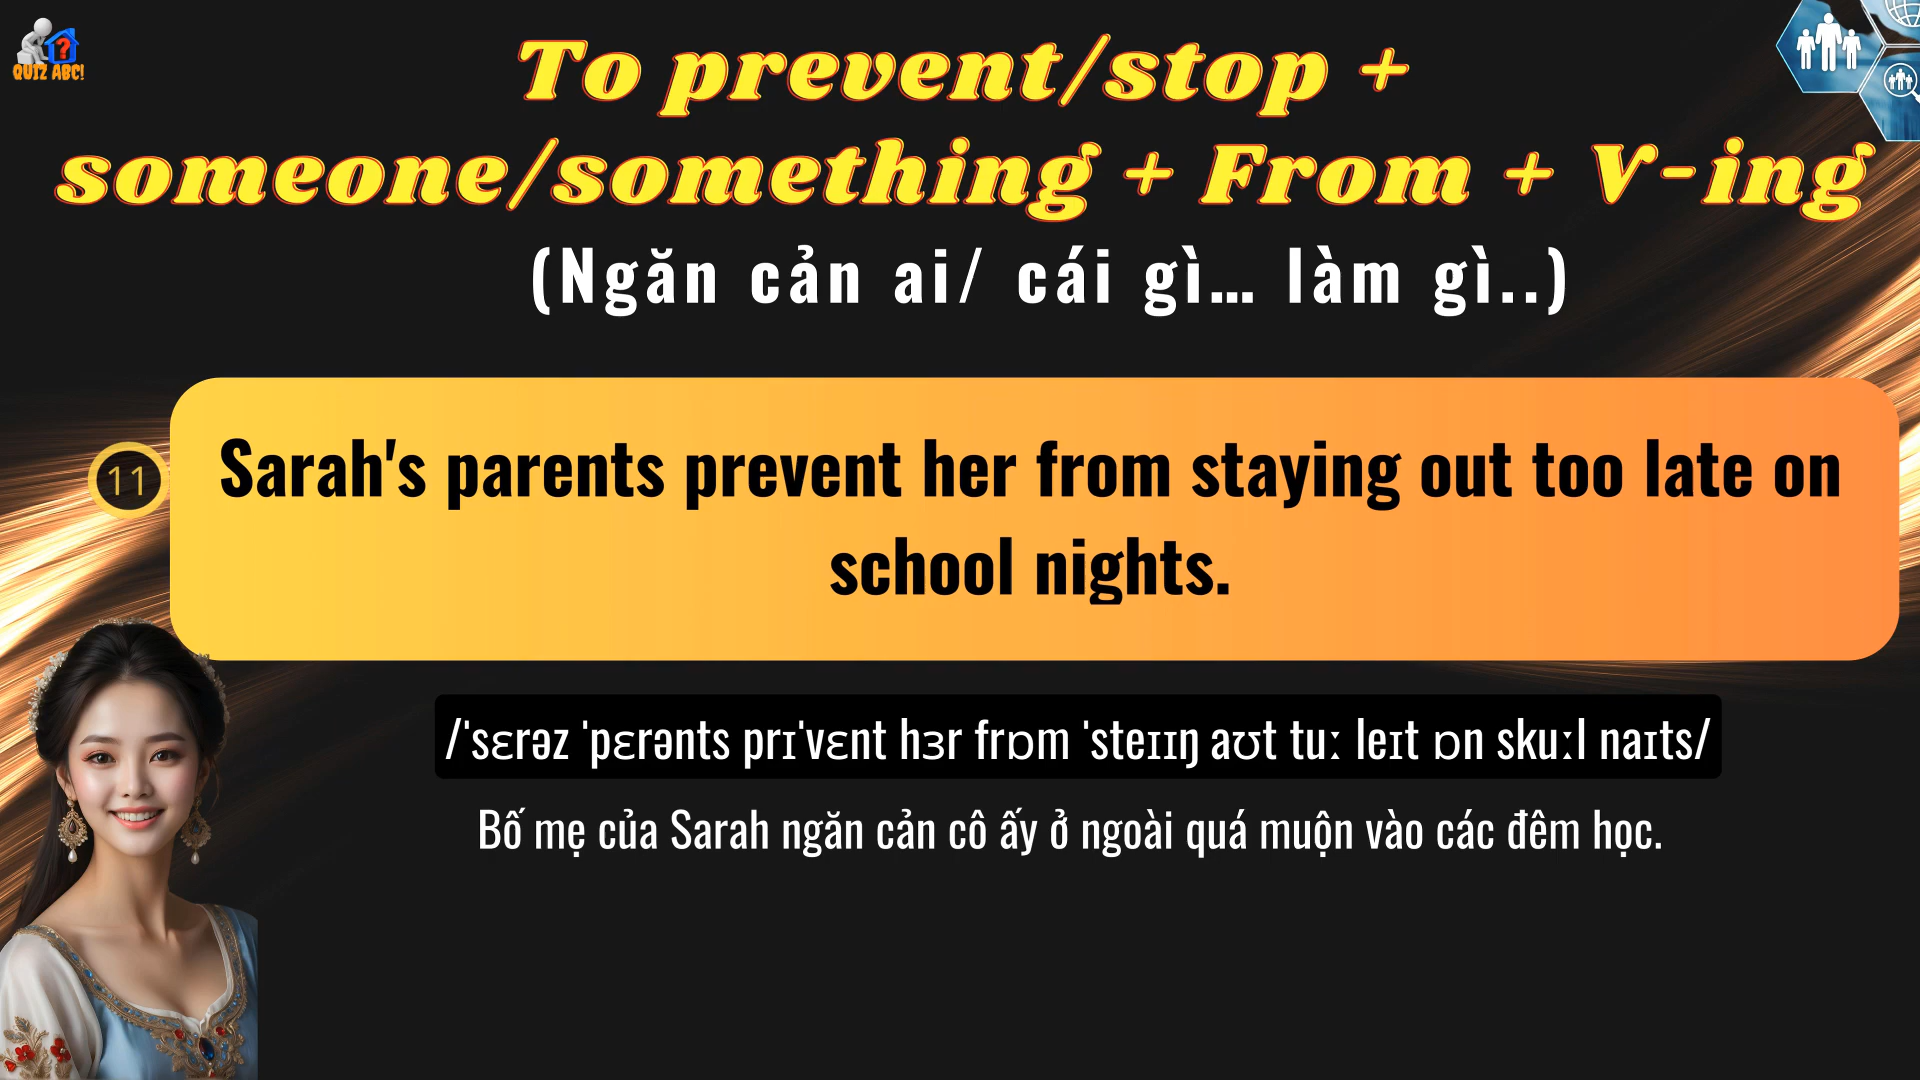 QUIZ ABC!
To prevent/stop +
someone/something + From + V-ing
(Ngăn cản ai/ cái gì... làm gì..)
11
Sarah's parents prevent her from staying out too late on
school nights.
/ˈsɛrəz ˈpɛrənts prɪˈvɛnt hɜr frɒm ˈsteɪɪŋ aʊt tuː leɪt ɒn skuːl naɪts/
Bố mẹ của Sarah ngăn cản cô ấy ở ngoài quá muộn vào các đêm học.